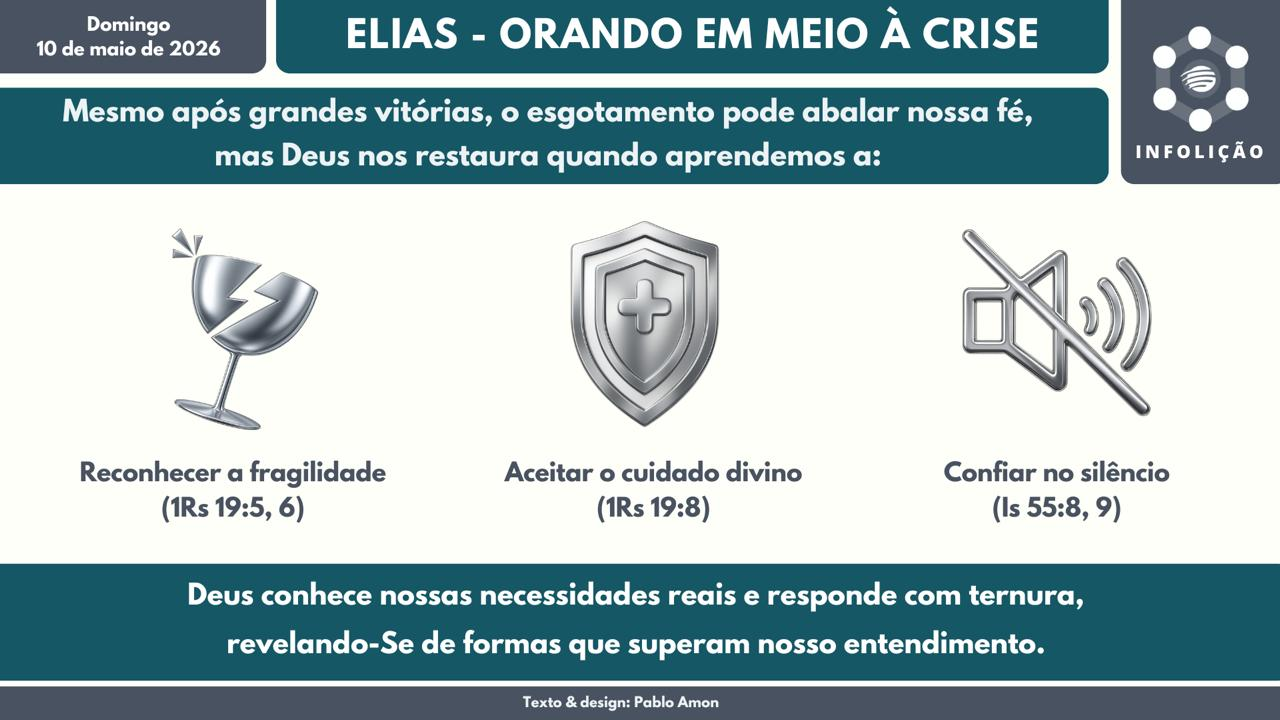 Domingo
10 de maio de 2026
ELIAS - ORANDO EM MEIO À CRISE
INFOLIÇÃO
Mesmo após grandes vitórias, o esgotamento pode abalar nossa fé,
mas Deus nos restaura quando aprendemos a:
Reconhecer a fragilidade
(1Rs 19:5, 6)
Aceitar o cuidado divino
(1Rs 19:8)
Confiar no silêncio
(Is 55:8, 9)
Deus conhece nossas necessidades reais e responde com ternura,
revelando-Se de formas que superam nosso entendimento.
Texto & design: Pablo Amon